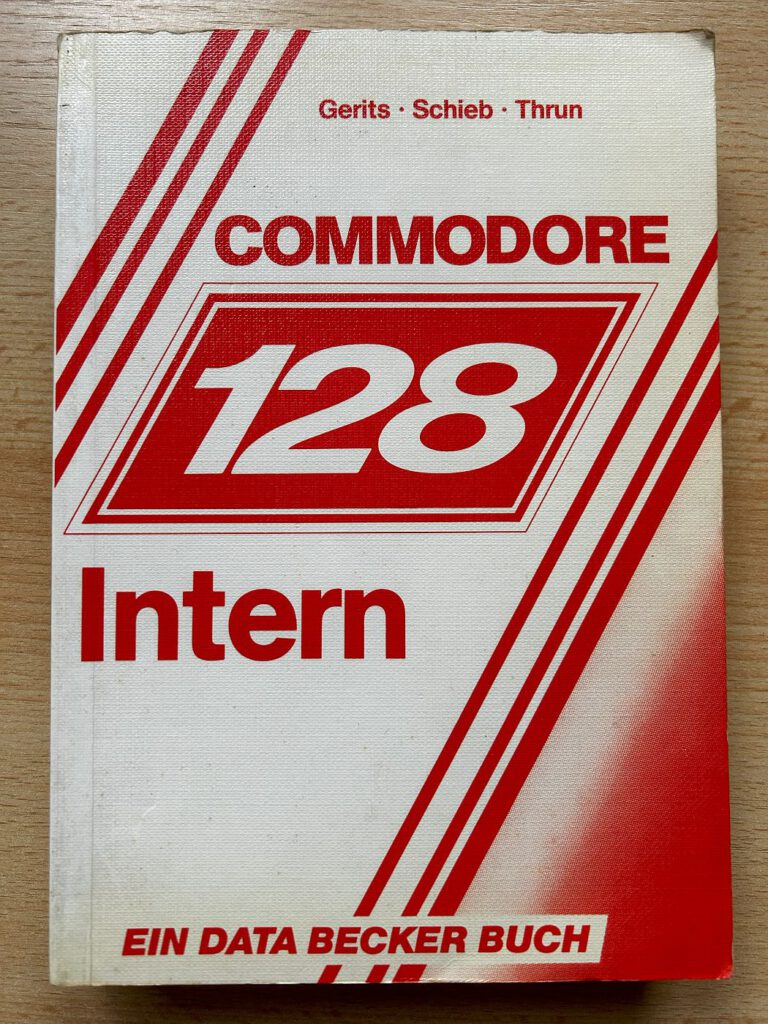 Gerits · Schieb · Thrun
COMMODORE
128
Intern
EIN DATA BECKER BUCH